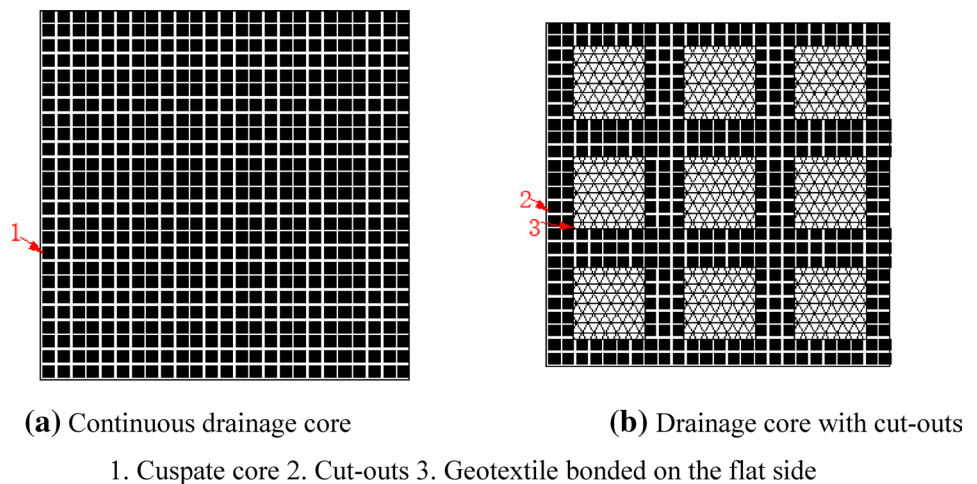 1
2
3
(a) Continuous drainage core
(b) Drainage core with cut-outs
1. Cuspate core 2. Cut-outs 3. Geotextile bonded on the flat side